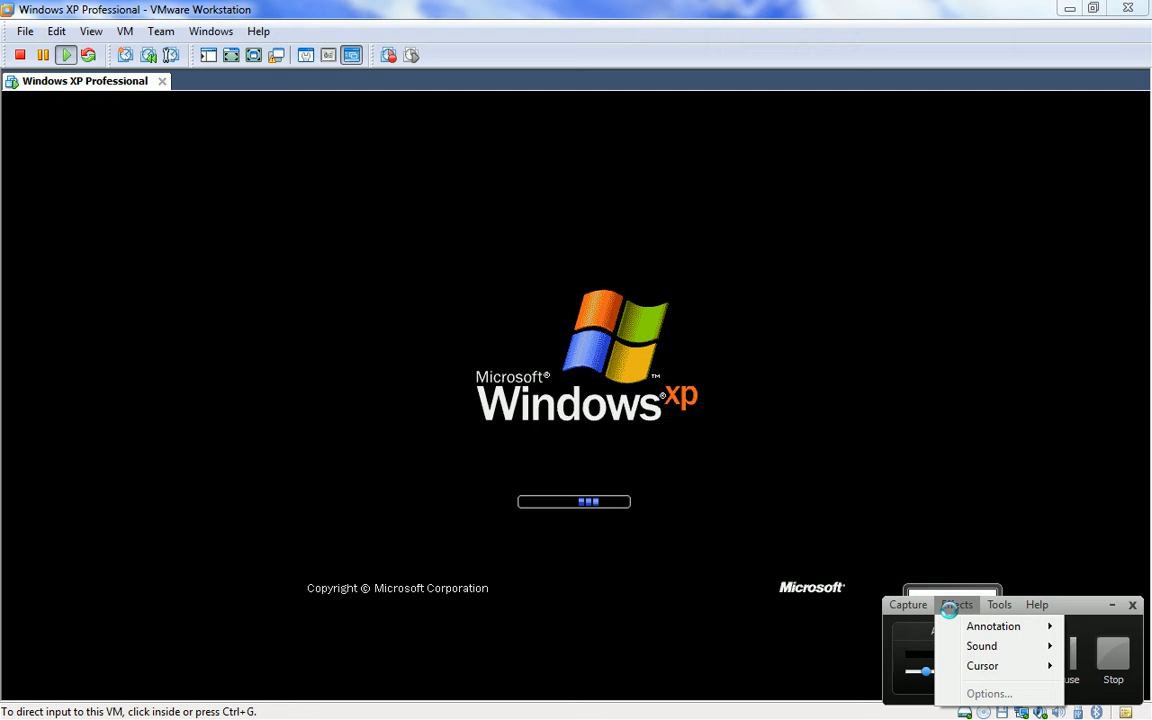 Windows XP Professional - VMware Workstation
File Edit View VM Team Windows Help
Windows XP Professional
Microsoft®
Windows®xp
™
Copyright © Microsoft Corporation
Microsoft®
Capture Effects Tools Help
Annotation
Sound
Cursor
Options...
Stop
To direct input to this VM, click inside or press Ctrl+G.